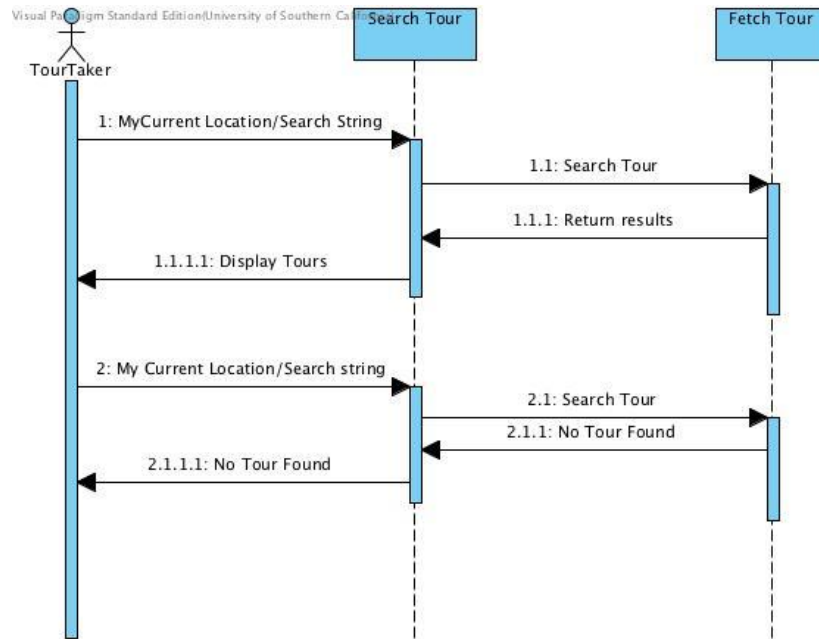 Visual Paradigm Standard Edition(University of Southern California)
Search Tour
Fetch Tour
TourTaker
1: MyCurrent Location/Search String
1.1: Search Tour
1.1.1: Return results
1.1.1.1: Display Tours
2: My Current Location/Search string
2.1: Search Tour
2.1.1: No Tour Found
2.1.1.1: No Tour Found